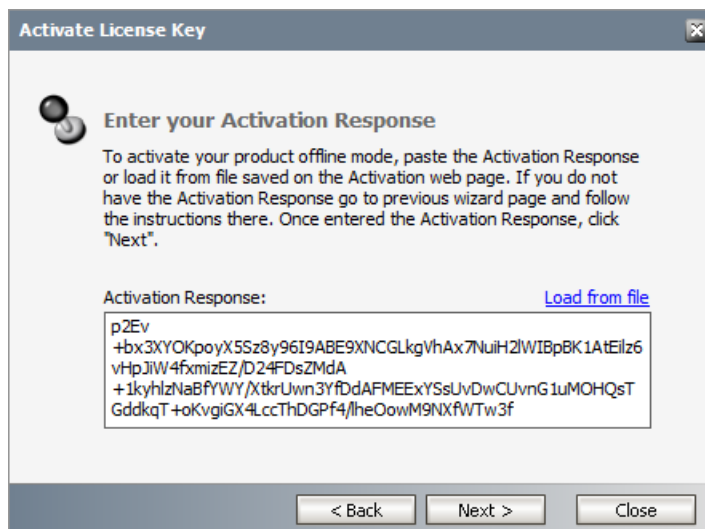 Activate License Key
Enter your Activation Response
To activate your product offline mode, paste the Activation Response
or load it from file saved on the Activation web page. If you do not
have the Activation Response go to previous wizard page and follow
the instructions there. Once entered the Activation Response, click
"Next".
Activation Response:
Load from file
p2Ev
+bx3XYOKpoyX5Sz8y96I9ABE9XNCGLkgVhAx7NuiH2lWIBpBK1AtEilz6
vHpJiW4fxmizEZ/D24FDsZMdA
+1kyhlzNaBfYWY/XtkrUwn3YfDdAFMEExYSsUvDwCUvnG1uMOHQsT
GddkqT+oKvgiGX4LccThDGPf4/lheOowM9NXfWTw3f
< Back
Next >
Close